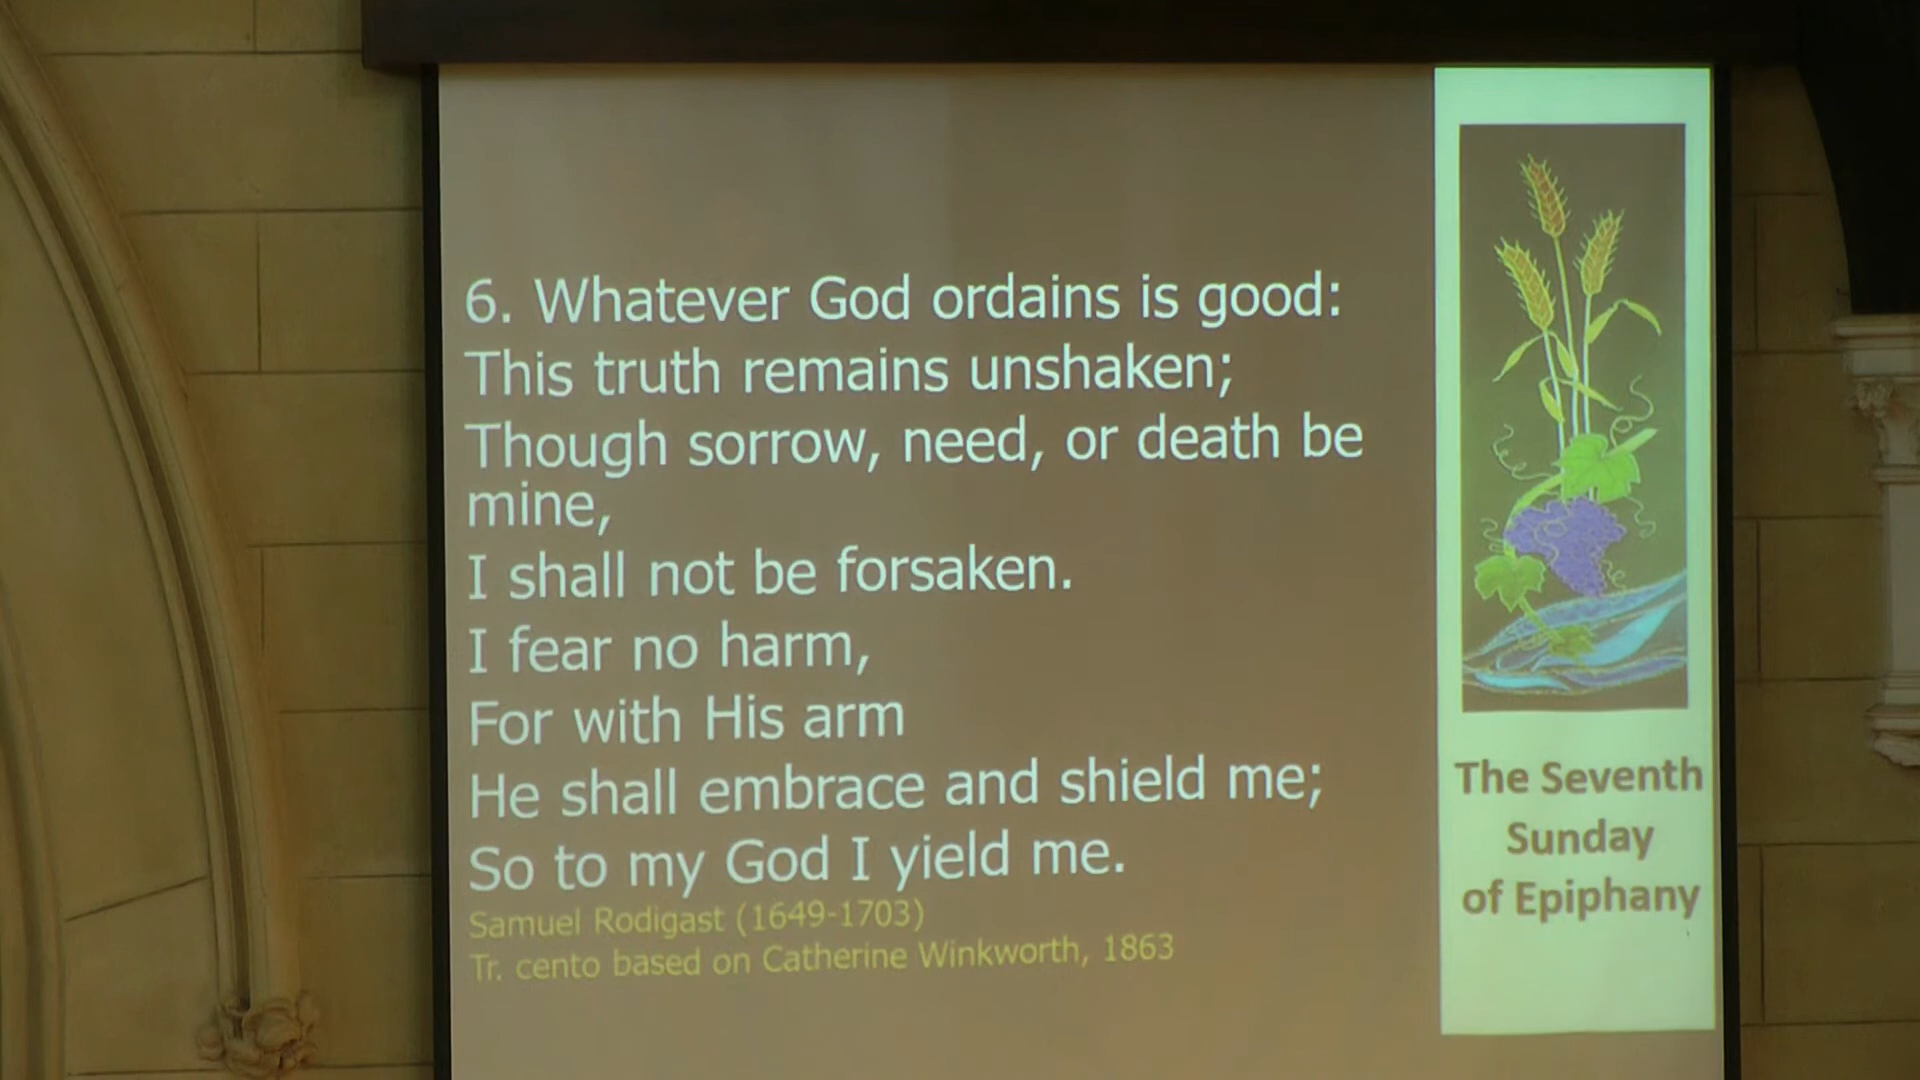 6. Whatever God ordains is good:
This truth remains unshaken;
Though sorrow, need, or death be
mine,
I shall not be forsaken.
I fear no harm,
For with His arm
He shall embrace and shield me;
So to my God I yield me.
Samuel Rodigast (1649-1703)
Tr. cento based on Catherine Winkworth, 1863
The Seventh
Sunday
of Epiphany